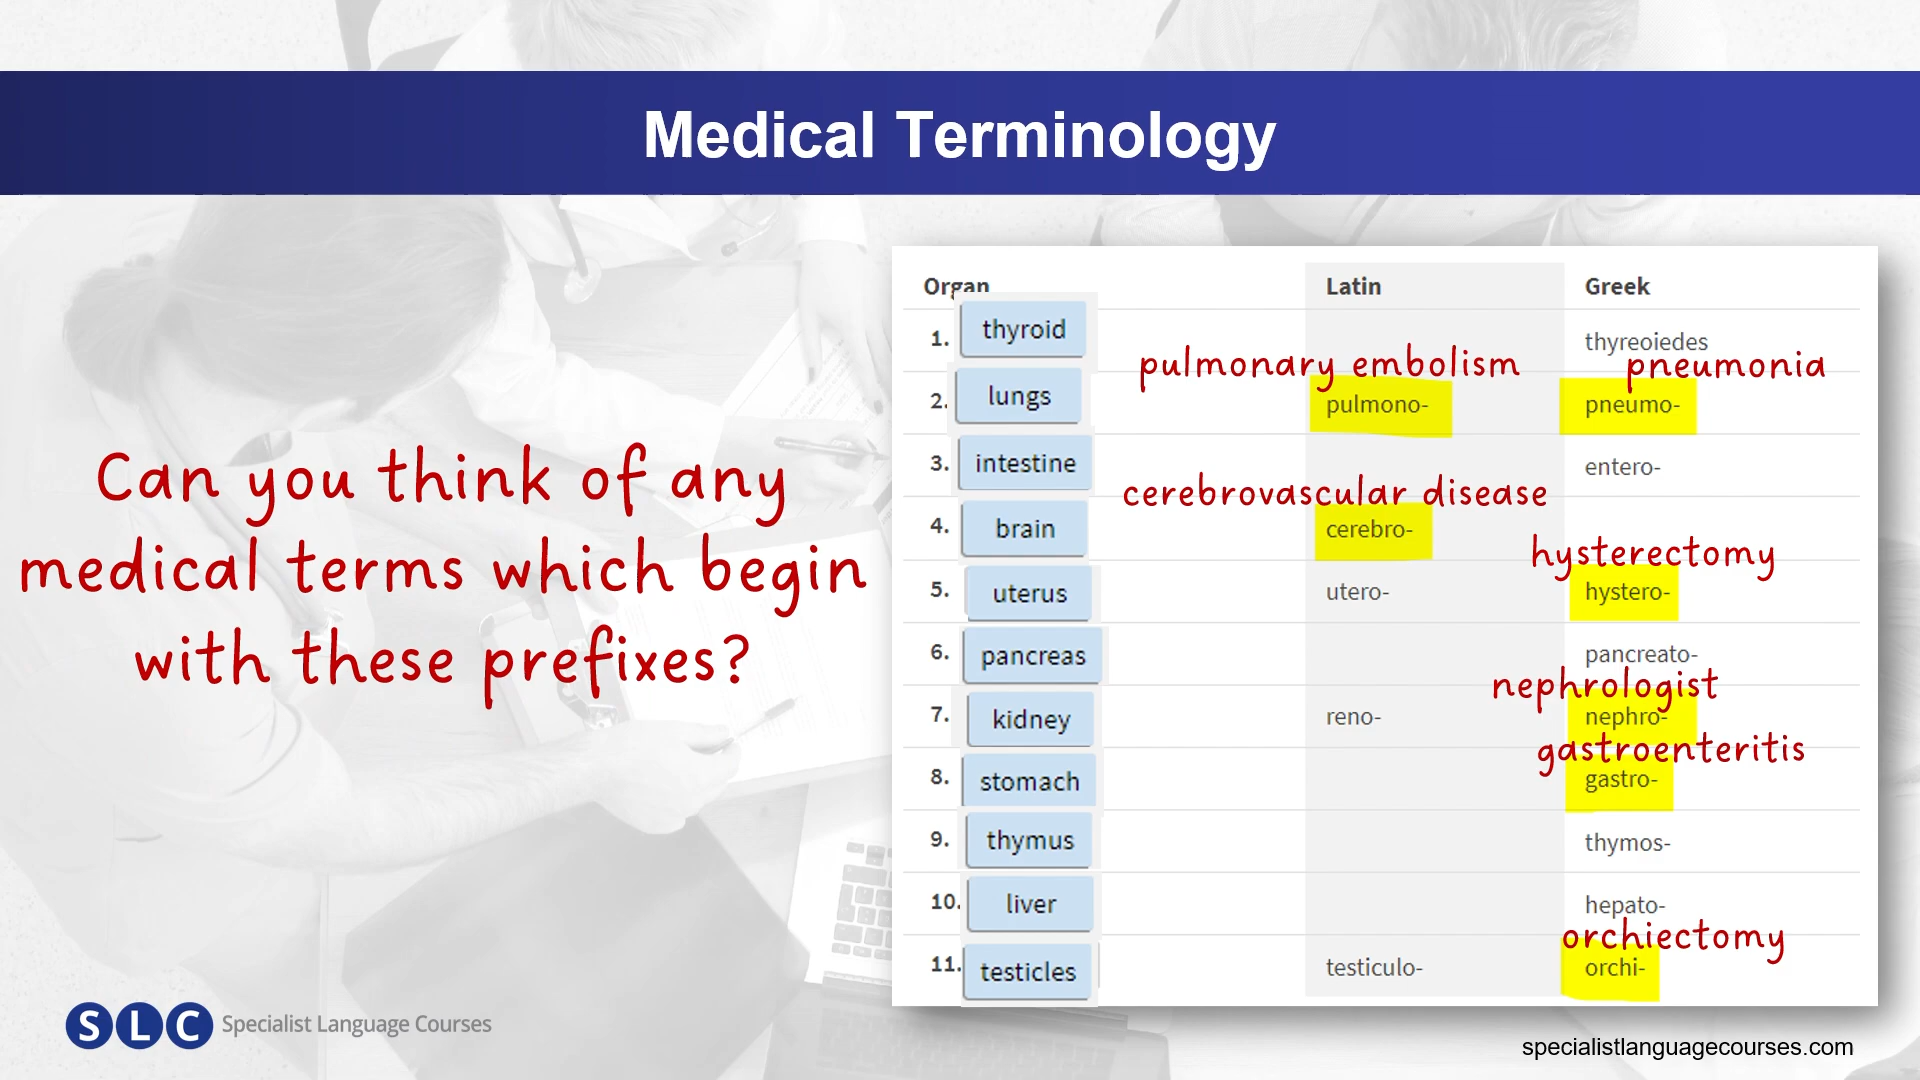 Medical Terminology
Can you think of any
medical terms which begin
with these prefixes?
Organ Latin Greek
1. thyroid thyreoiedes
pulmonary embolism pneumonia
2. lungs pulmono- pneumo-
3. intestine entero-
cerebrovascular disease
4. brain cerebro-
hysterectomy
5. uterus utero- hystero-
6. pancreas pancreato-
nephrologist
7. kidney reno- nephro-
gastroenteritis
8. stomach gastro-
9. thymus thymos-
10. liver hepato-
orchiectomy
11. testicles testiculo- orchi-
SLC Specialist Language Courses
specialistlanguagecourses.com